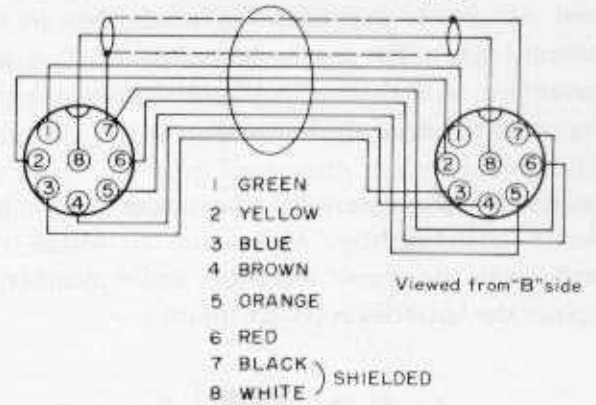 1 7
2 8 6
3 4 5
1 7
2 8 6
3 4 5
1 GREEN
2 YELLOW
3 BLUE
4 BROWN
5 ORANGE
6 RED
7 BLACK
8 WHITE
SHIELDED
Viewed from "B" side